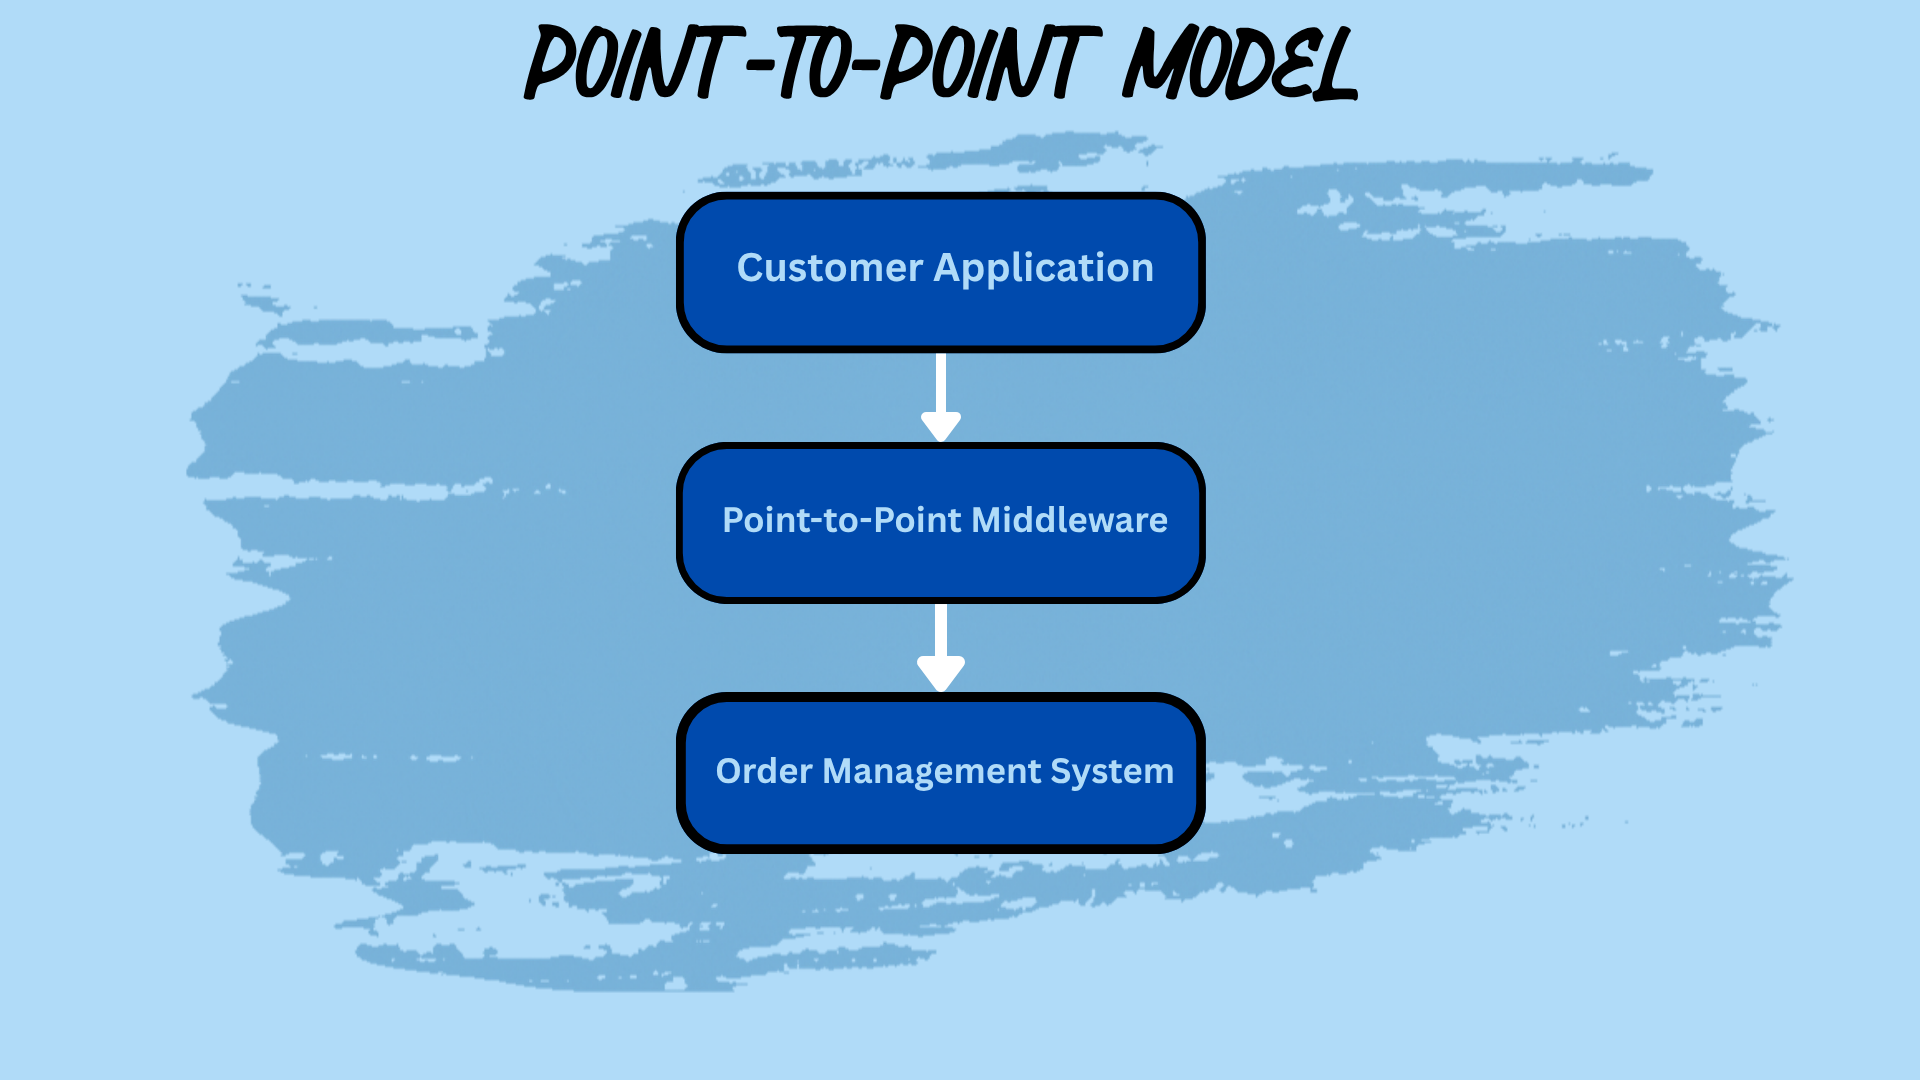 POINT-TO-POINT MODEL
Customer Application
Point-to-Point Middleware
Order Management System